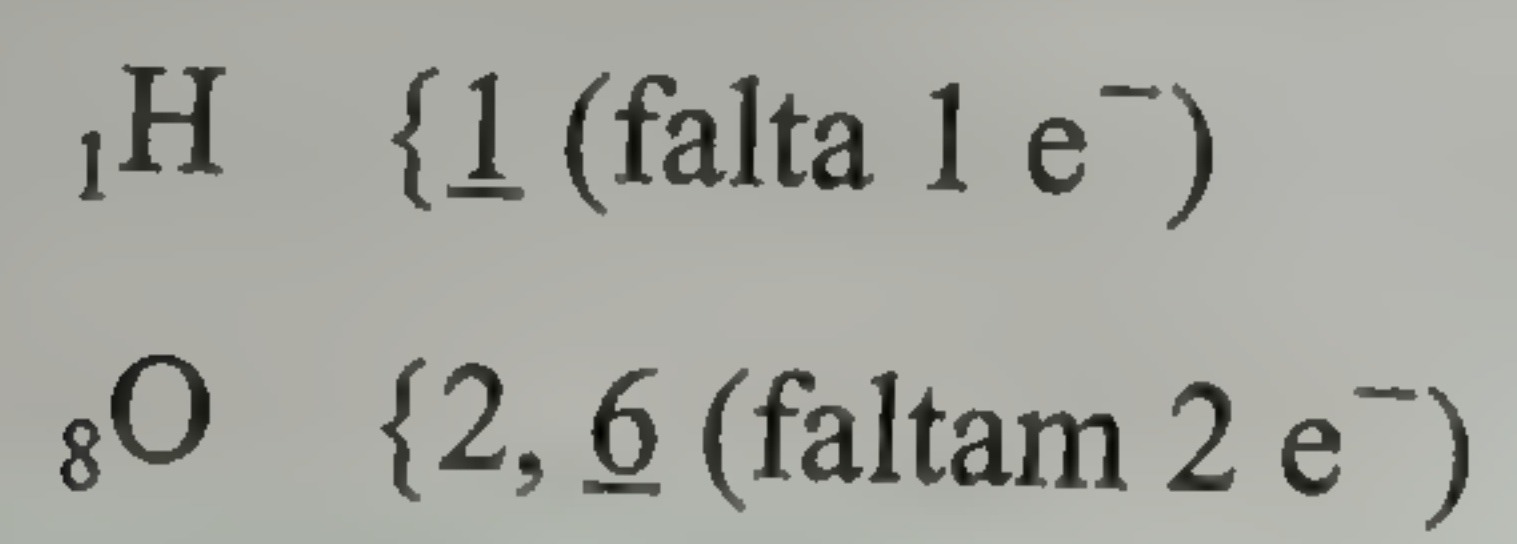 ₁H {1 (falta 1 e⁻)
₈O {2, 6 (faltam 2 e⁻)